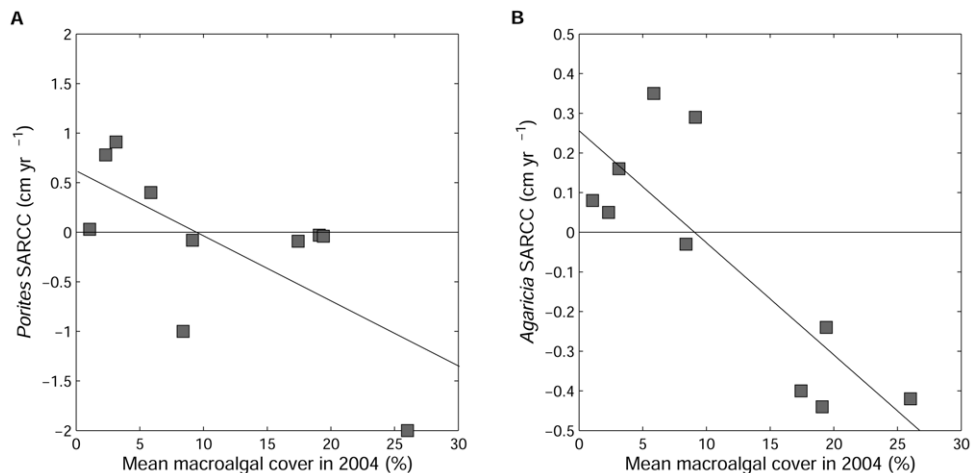 A
2
1.5
1
0.5
0
−0.5
−1
−1.5
−2
Porites SARCC (cm yr −1)
0 5 10 15 20 25 30
Mean macroalgal cover in 2004 (%)
B
0.5
0.4
0.3
0.2
0.1
0
−0.1
−0.2
−0.3
−0.4
−0.5
Agaricia SARCC (cm yr −1)
0 5 10 15 20 25 30
Mean macroalgal cover in 2004 (%)